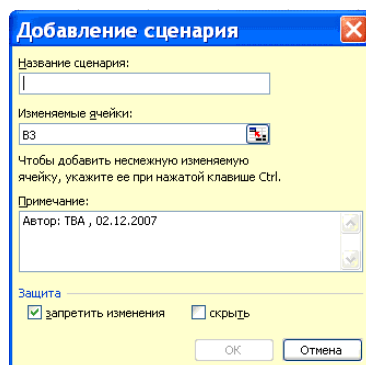 Добавление сценария
Название сценария:
Изменяемые ячейки:
B3
Чтобы добавить несмежную изменяемую
ячейку, укажите ее при нажатой клавише Ctrl.
Примечание:
Автор: ТВА , 02.12.2007
Защита
запретить изменения скрыть
ОК Отмена